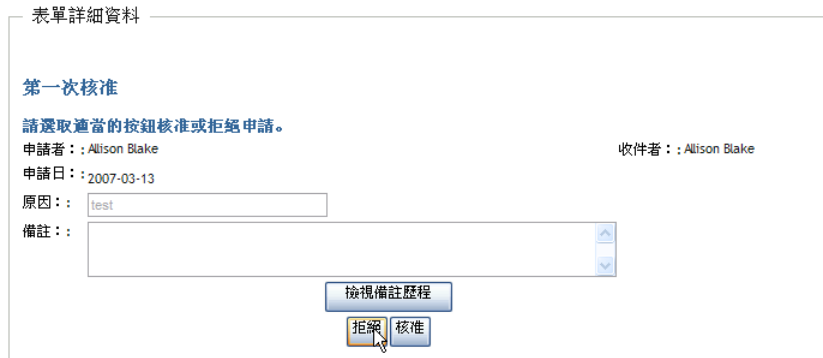 表單詳細資料
第一次核准
請選取適當的按鈕核准或拒絕申請。
申請者：: Allison Blake 收件者：: Allison Blake
申請日：: 2007-03-13
原因：: test
備註：:
檢視備註歷程
拒絕 核准